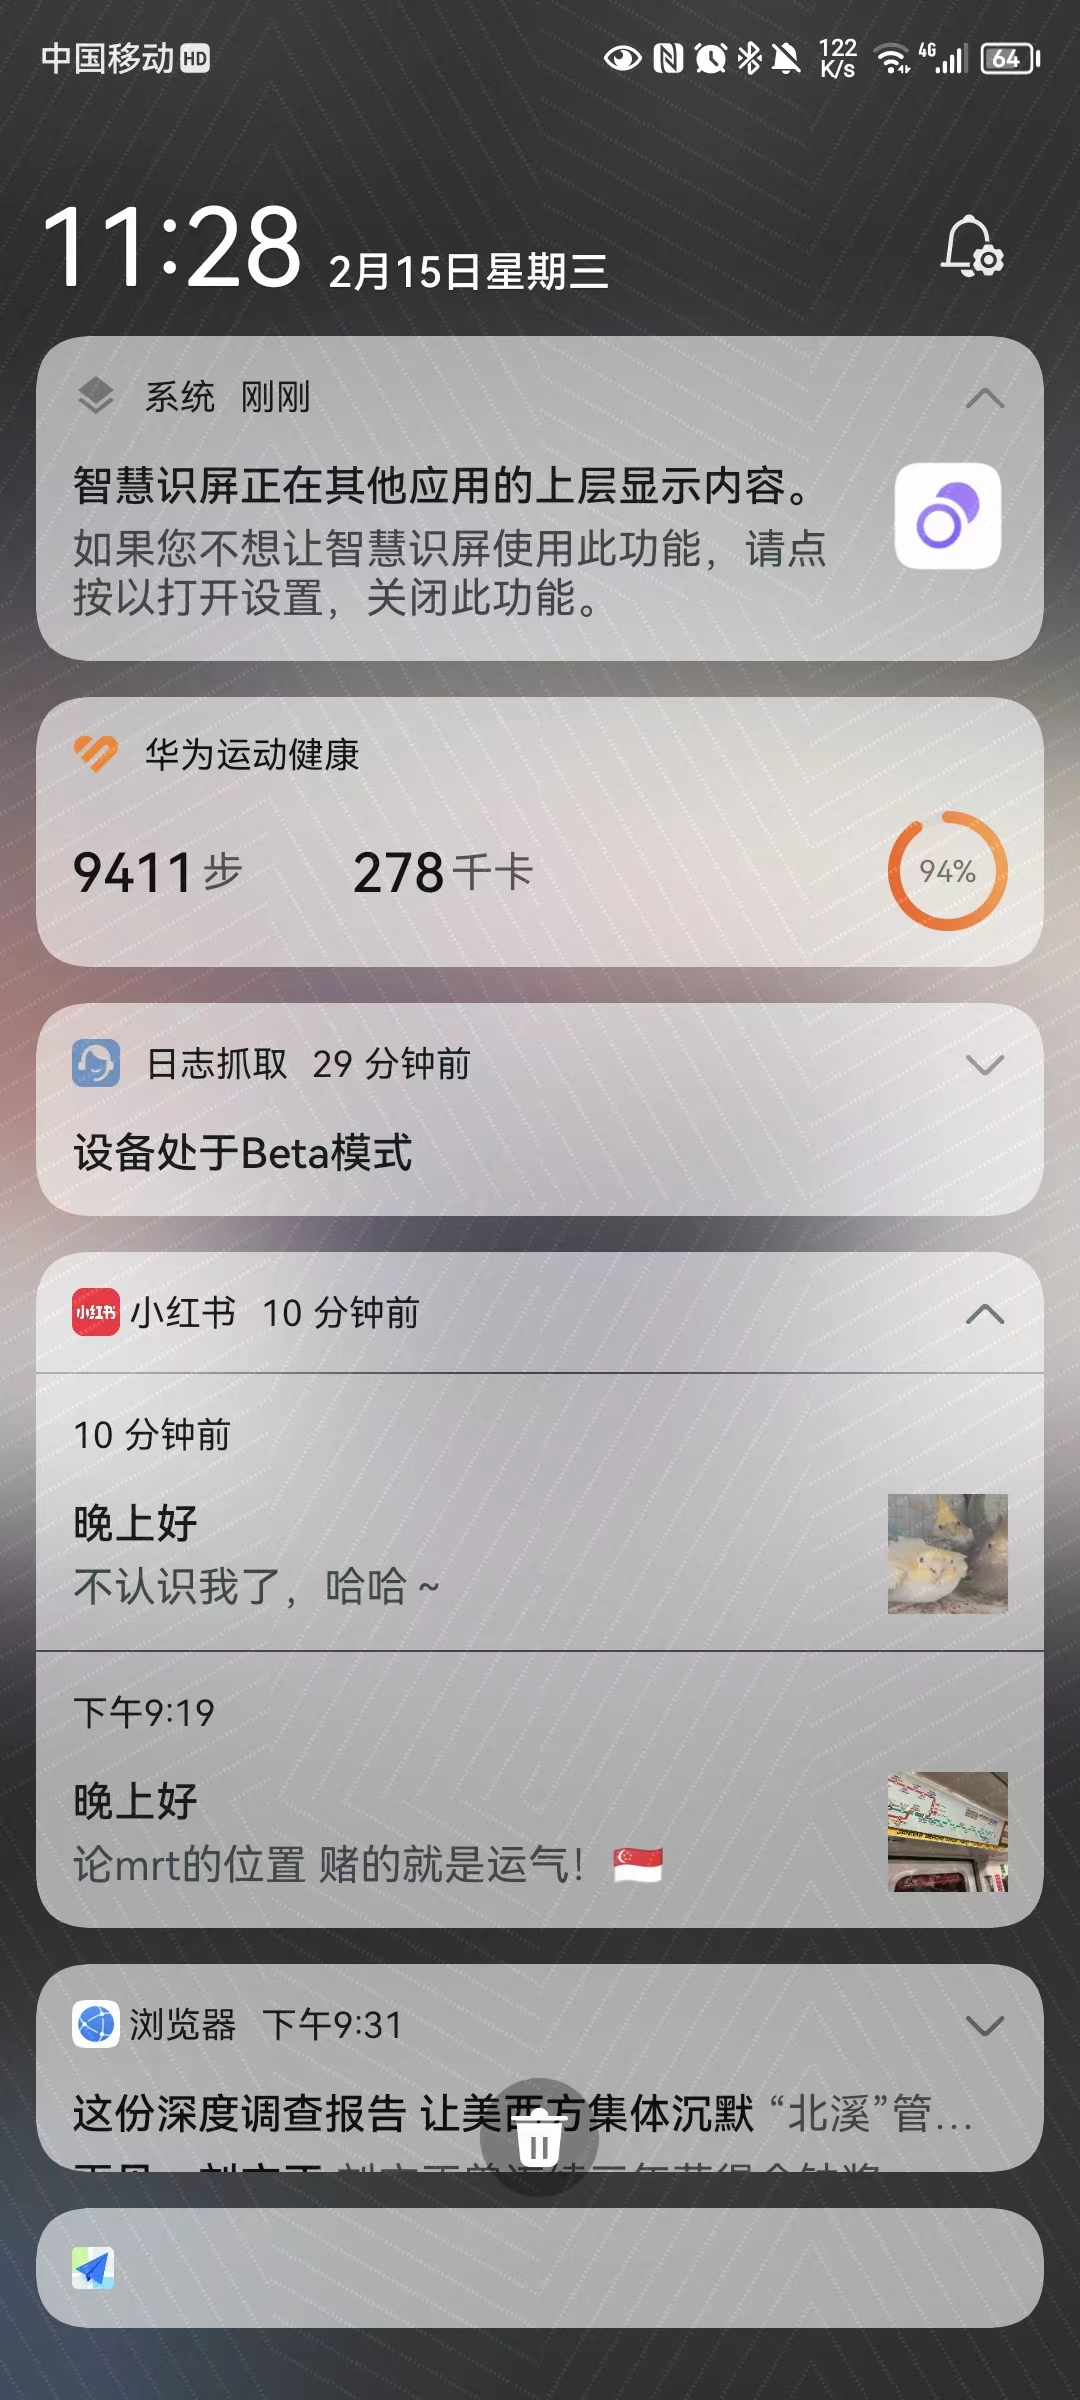 中国移动 HD 122 K/s 4G 64
11:28 2月15日星期三
系统 刚刚
智慧识屏正在其他应用的上层显示内容。
如果您不想让智慧识屏使用此功能，请点
按以打开设置，关闭此功能。
华为运动健康
9411步 278千卡 94%
日志抓取 29 分钟前
设备处于Beta模式
小红书 小红书 10 分钟前
10 分钟前
晚上好
不认识我了，哈哈 ~
下午9:19
晚上好
论mrt的位置 赌的就是运气！🇸🇬
浏览器 下午9:31
这份深度调查报告 让美西方集体沉默 “北溪”管...